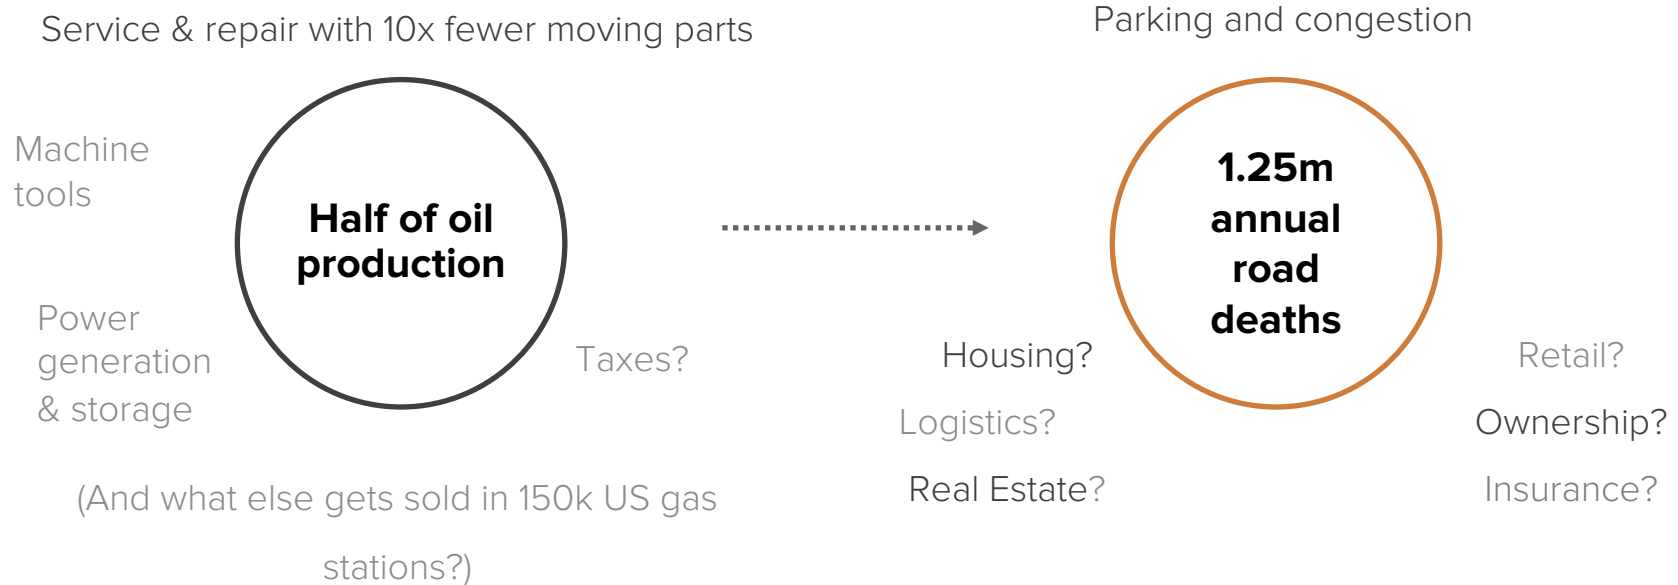 Service & repair with 10x fewer moving parts
Machine
tools
Half of oil
production
Power
generation
& storage
Taxes?
(And what else gets sold in 150k US gas
stations?)
Parking and congestion
1.25m
annual
road
deaths
Housing?
Logistics?
Real Estate?
Retail?
Ownership?
Insurance?